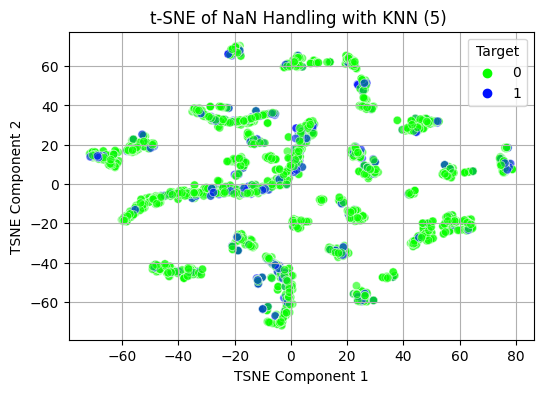 t-SNE of NaN Handling with KNN (5)
TSNE Component 2
60
40
20
0
−20
−40
−60
Target
0
1
−60 −40 −20 0 20 40 60 80
TSNE Component 1